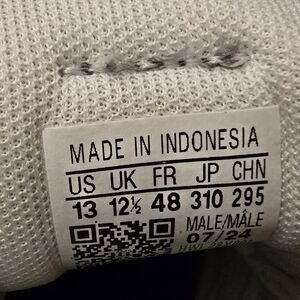 MADE IN INDONESIA
US UK FR JP CHN
13 12½ 48 310 295
MALE/MÂLE
07/24